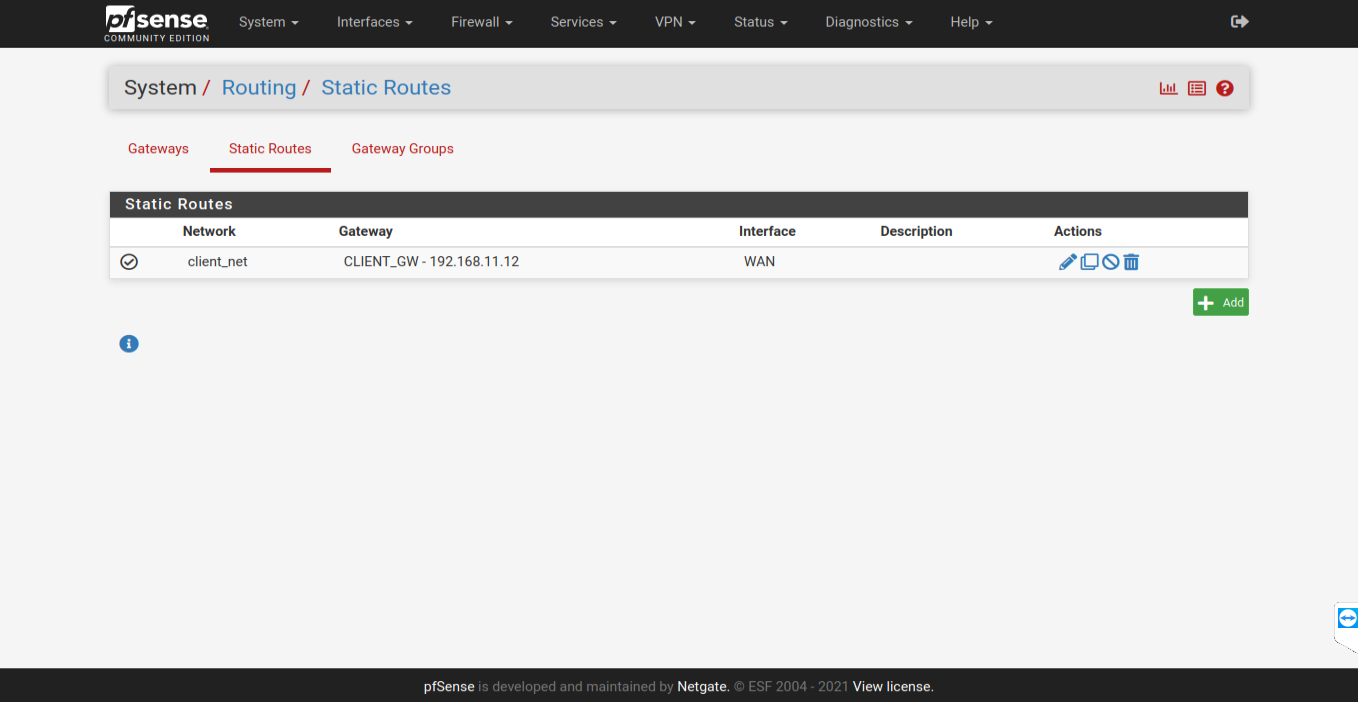 pfsense System Interfaces Firewall Services VPN Status Diagnostics Help
COMMUNITY EDITION
System / Routing / Static Routes
Gateways Static Routes Gateway Groups
Static Routes
Network Gateway Interface Description Actions
client_net CLIENT_GW - 192.168.11.12 WAN
Add
pfSense is developed and maintained by Netgate. © ESF 2004 - 2021 View license.